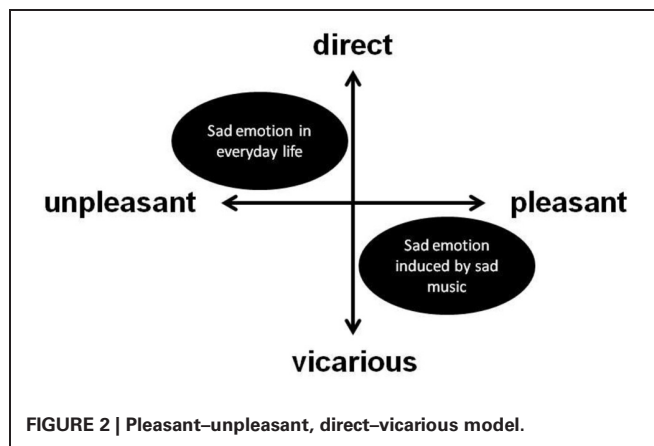 direct
Sad emotion in
everyday life
unpleasant
pleasant
Sad emotion
induced by sad
music
vicarious
FIGURE 2 | Pleasant–unpleasant, direct–vicarious model.